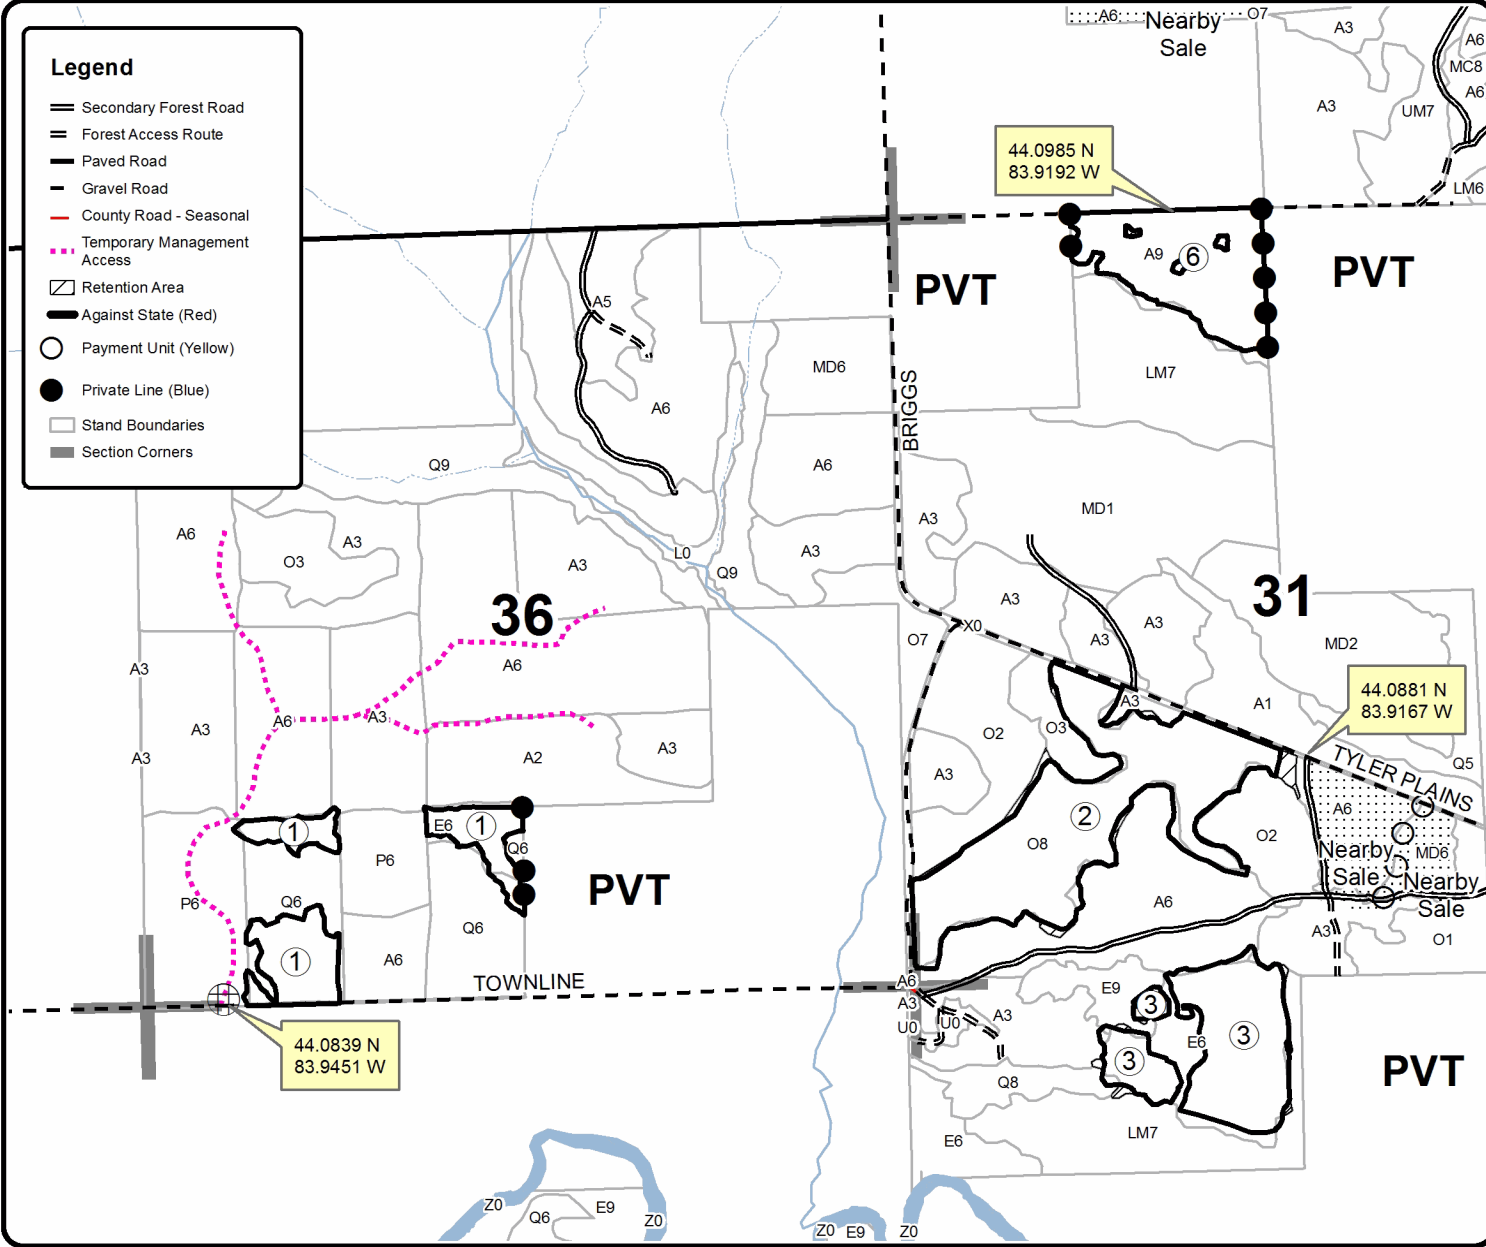 Legend
Secondary Forest Road
Forest Access Route
Paved Road
Gravel Road
County Road - Seasonal
Temporary Management
Access
Retention Area
Against State (Red)
Payment Unit (Yellow)
Private Line (Blue)
Stand Boundaries
Section Corners
A6
Nearby
Sale
O7
A3
A6
MC8
A6
A3
UM7
LM6
44.0985 N
83.9192 W
A9
6
PVT
PVT
A5
MD6
LM7
A6
BRIGGS
Q9
A6
A3
MD1
A6
O3
A3
A3
L0
Q9
A3
36
31
A3
A3
A3
X0
O7
MD2
A3
A6
A3
A6
A3
44.0881 N
83.9167 W
A3
A1
O2
O3
A3
A2
A3
A3
TYLER PLAINS
Q5
1
E6
1
Q6
2
A6
O8
O2
P6
Nearby
Sale
MD6
Nearby
Sale
PVT
P6
Q6
A6
Q6
A3
O1
1
A6
TOWNLINE
A6
A3
U0
U0
A3
E9
3
E6
3
3
44.0839 N
83.9451 W
PVT
Q8
E6
LM7
Z0
Q6
E9
Z0
Z0
E9
Z0